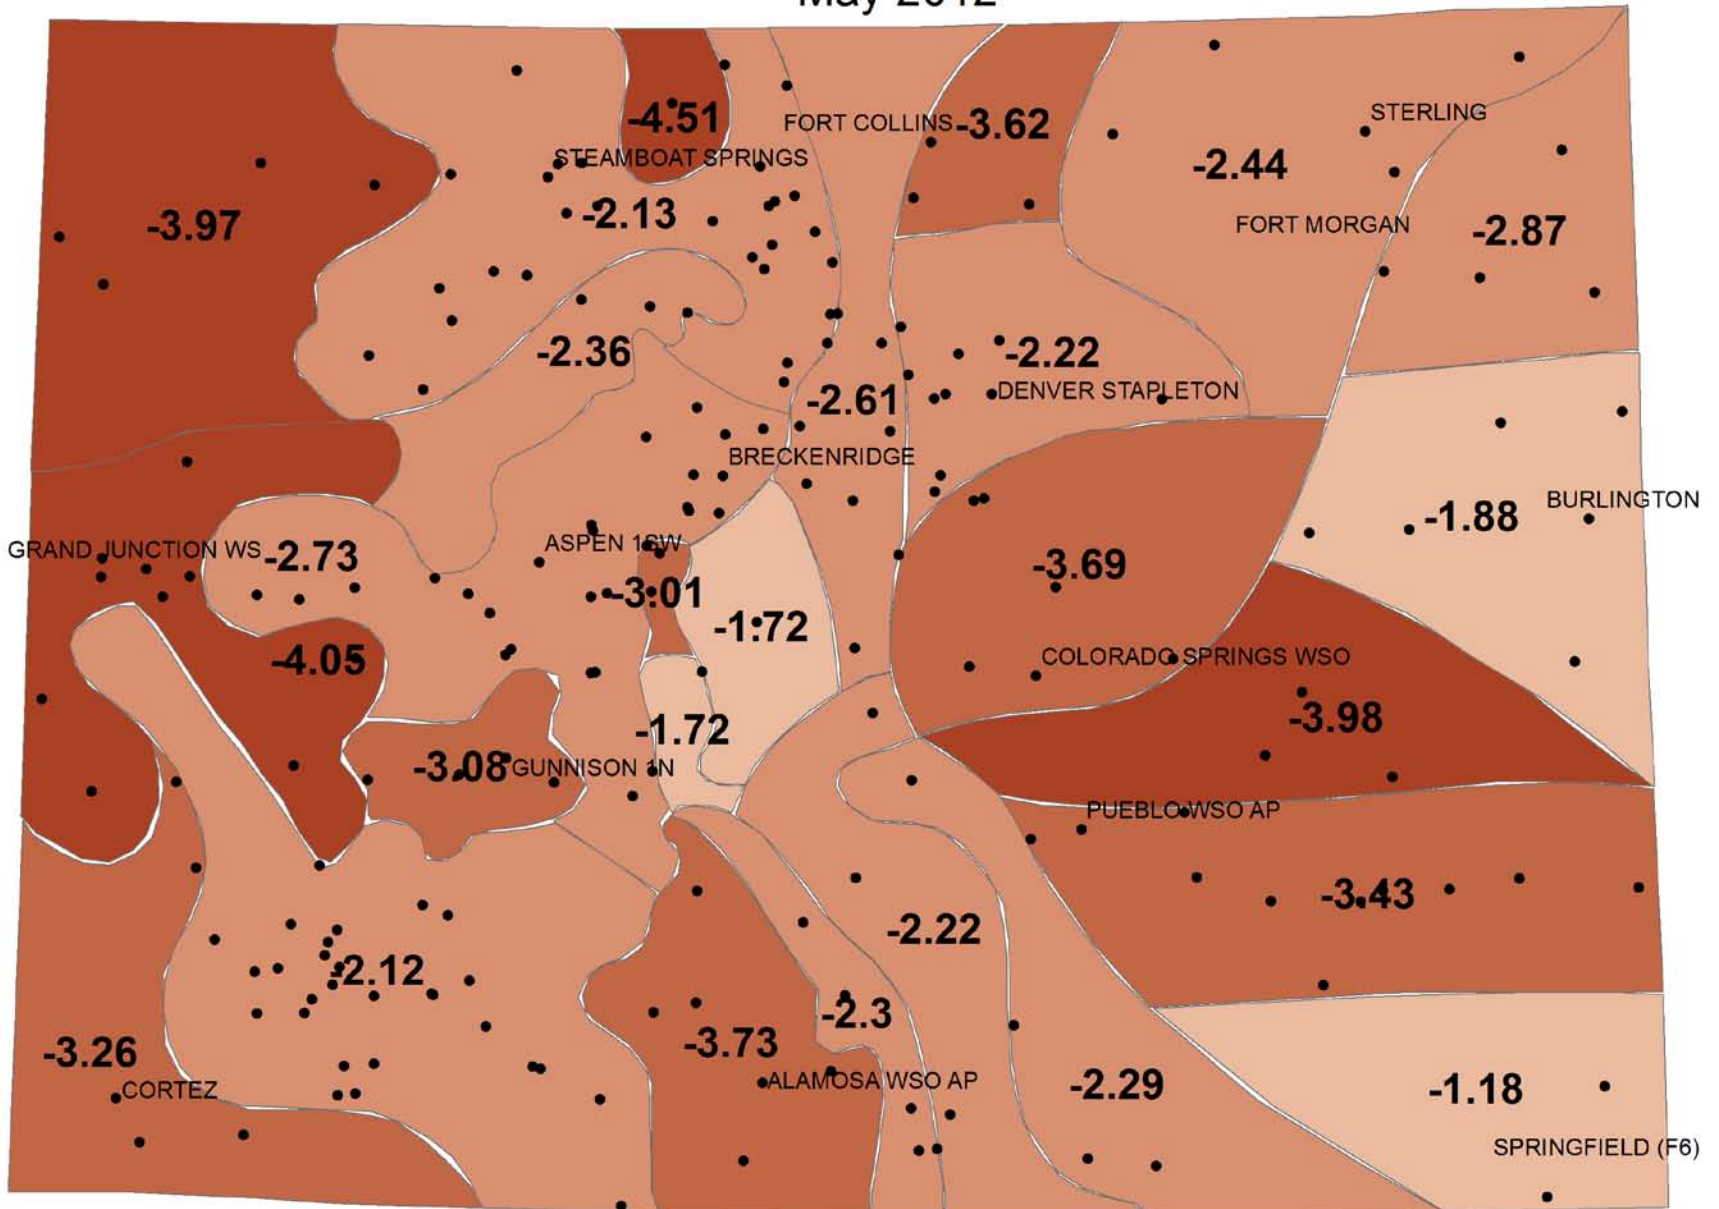 May 2012
-4.51
FORT COLLINS
-3.62
STERLING
STEAMBOAT SPRINGS
-2.44
-3.97
-2.13
FORT MORGAN
-2.87
-2.36
-2.22
DENVER STAPLETON
-2.61
BRECKENRIDGE
BURLINGTON
-1.88
GRAND JUNCTION WS
-2.73
ASPEN 1SW
-3.69
-3.01
-1.72
-4.05
COLORADO SPRINGS WSO
-3.98
-1.72
-3.08
GUNNISON 1N
PUEBLO WSO AP
-3.43
-2.22
-2.12
-2.3
-3.73
-3.26
CORTEZ
ALAMOSA WSO AP
-2.29
-1.18
SPRINGFIELD (F6)